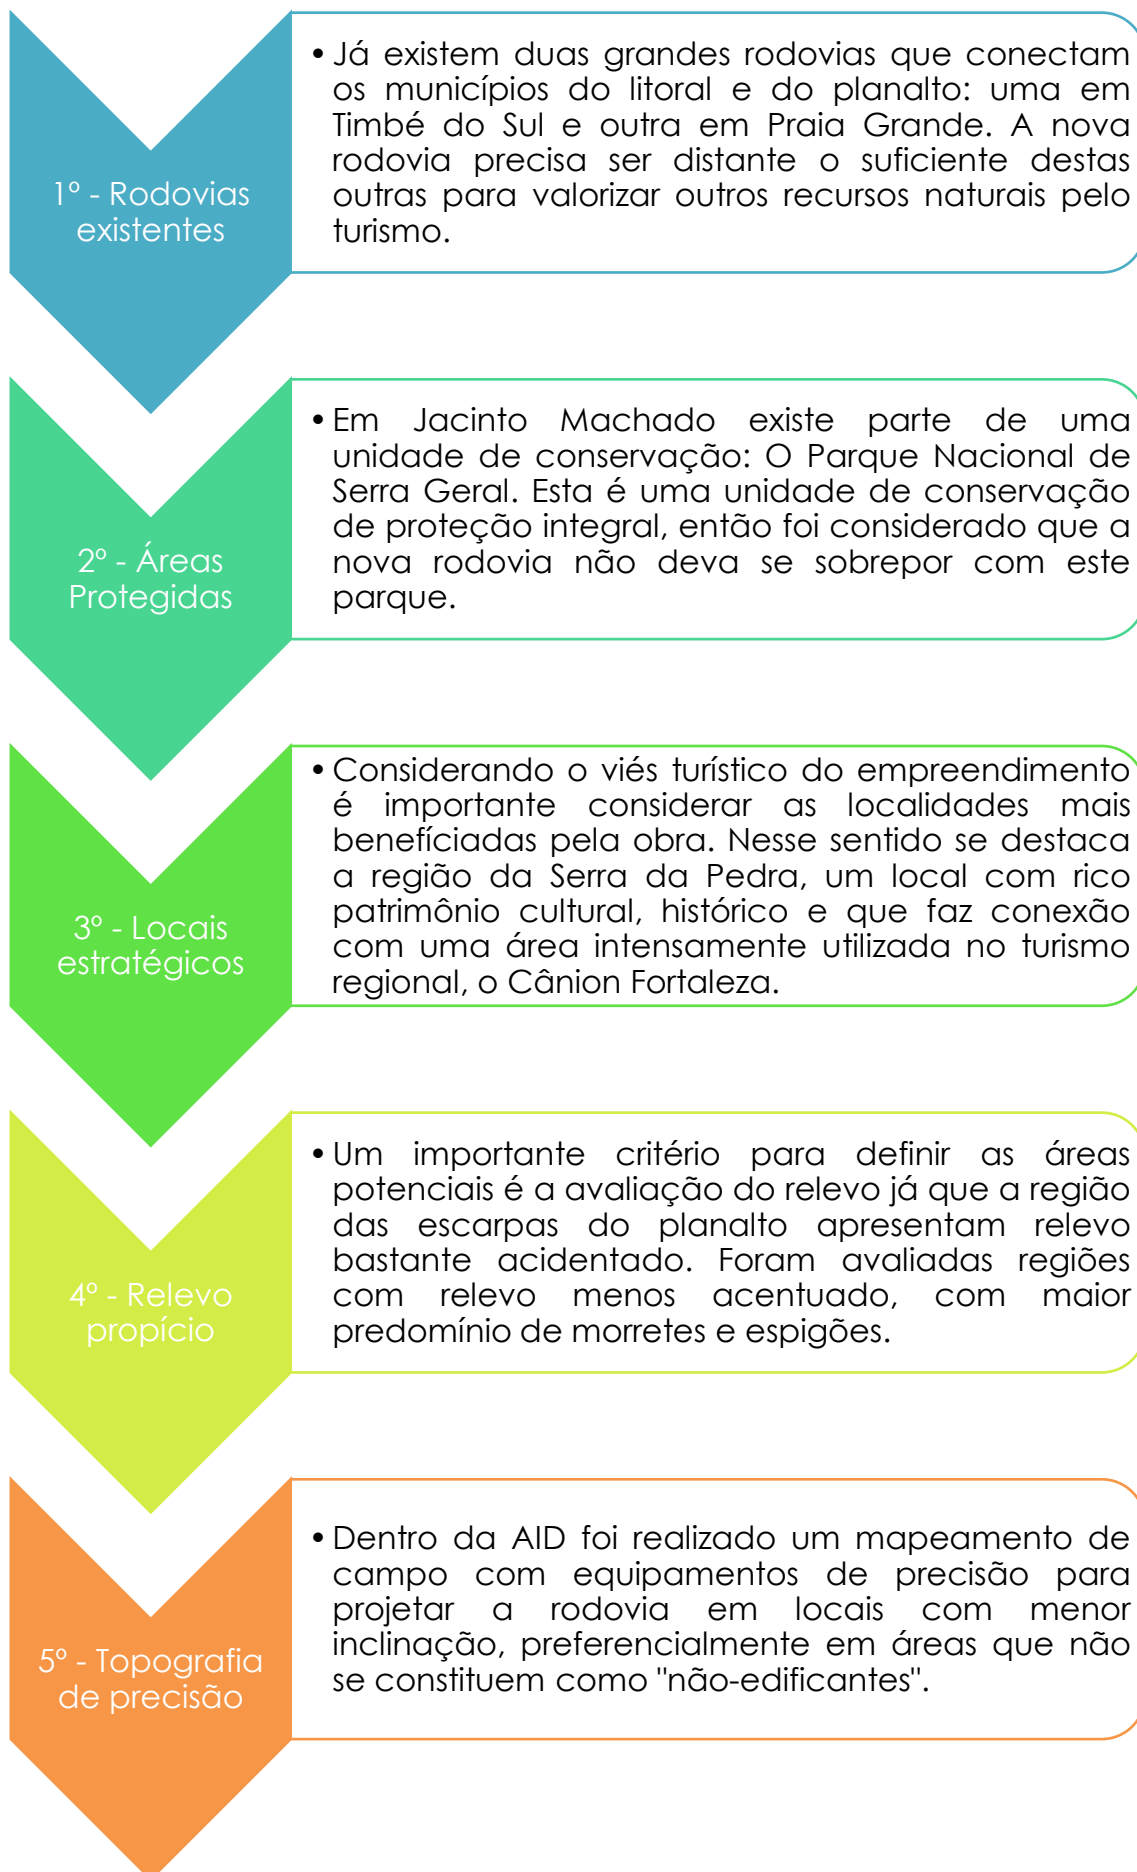 1º - Rodovias
existentes
• Já existem duas grandes rodovias que conectam
os municípios do litoral e do planalto: uma em
Timbé do Sul e outra em Praia Grande. A nova
rodovia precisa ser distante o suficiente destas
outras para valorizar outros recursos naturais pelo
turismo.
2º - Áreas
Protegidas
• Em Jacinto Machado existe parte de uma
unidade de conservação: O Parque Nacional de
Serra Geral. Esta é uma unidade de conservação
de proteção integral, então foi considerado que a
nova rodovia não deva se sobrepor com este
parque.
3º - Locais
estratégicos
• Considerando o viés turístico do empreendimento
é importante considerar as localidades mais
benefíciadas pela obra. Nesse sentido se destaca
a região da Serra da Pedra, um local com rico
patrimônio cultural, histórico e que faz conexão
com uma área intensamente utilizada no turismo
regional, o Cânion Fortaleza.
4º - Relevo
propício
• Um importante critério para definir as áreas
potenciais é a avaliação do relevo já que a região
das escarpas do planalto apresentam relevo
bastante acidentado. Foram avaliadas regiões
com relevo menos acentuado, com maior
predomínio de morretes e espigões.
5º - Topografia
de precisão
• Dentro da AID foi realizado um mapeamento de
campo com equipamentos de precisão para
projetar a rodovia em locais com menor
inclinação, preferencialmente em áreas que não
se constituem como "não-edificantes".